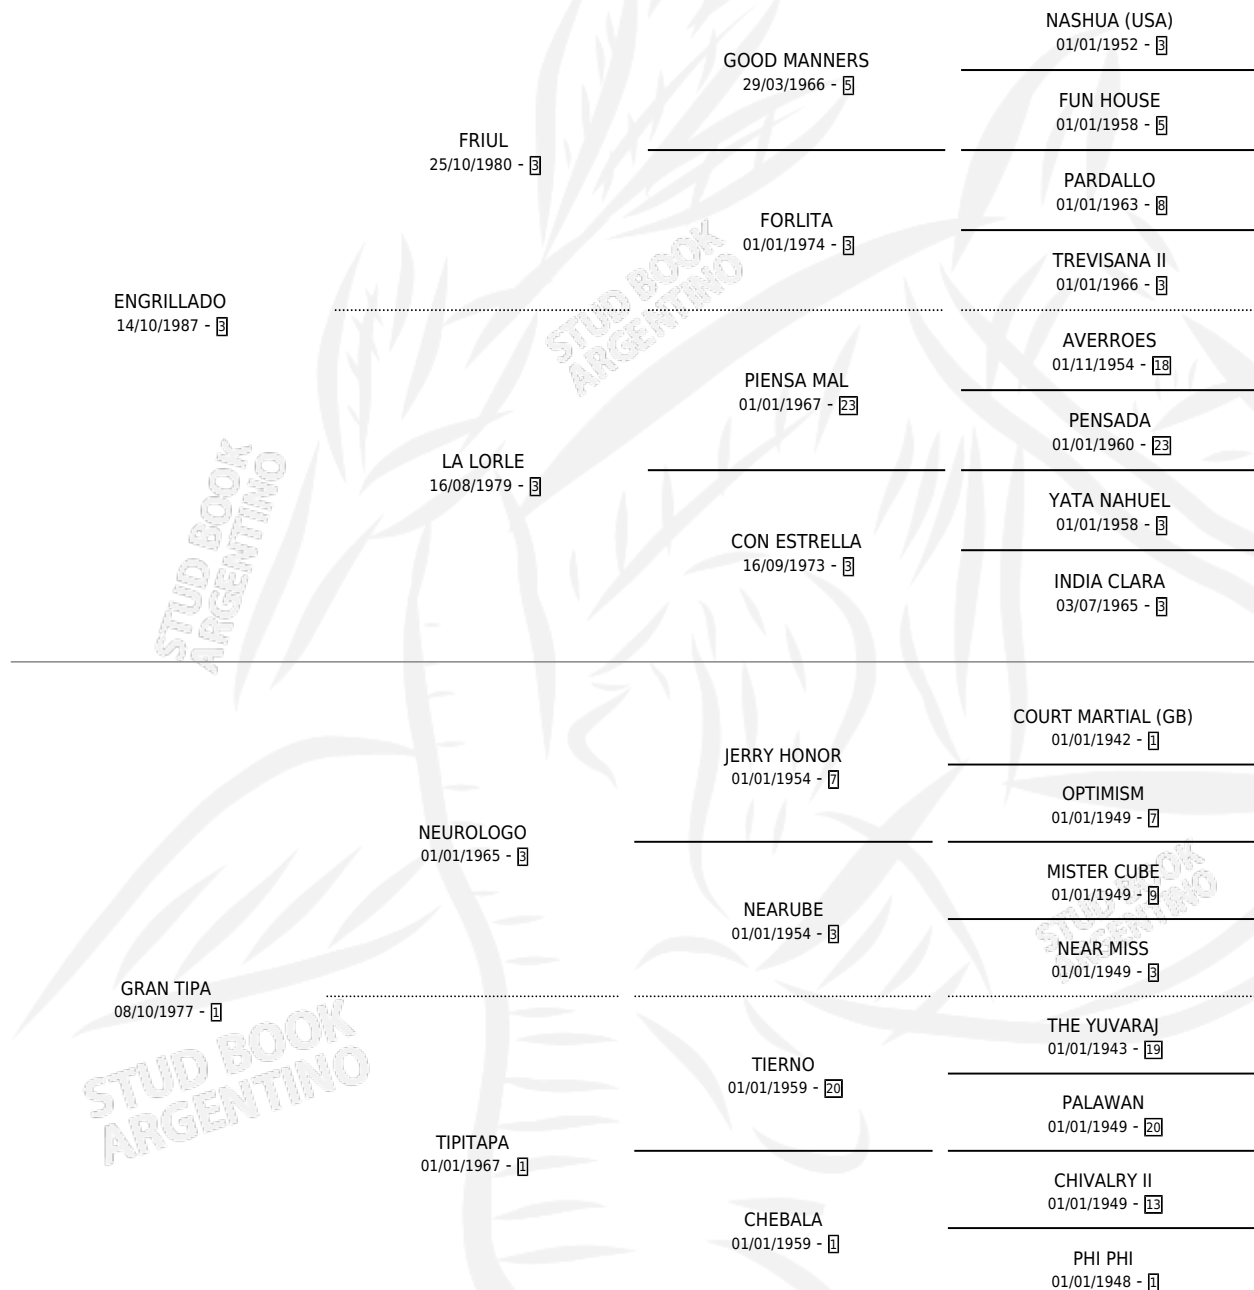 NASHUA (USA)
01/01/1952 - 3
GOOD MANNERS
29/03/1966 - 5
FUN HOUSE
01/01/1958 - 5
FRIUL
25/10/1980 - 3
PARDALLO
01/01/1963 - 8
FORLITA
01/01/1974 - 3
TREVISANA II
01/01/1966 - 3
ENGRILLADO
14/10/1987 - 3
STUD BOOK
ARGENTINO
AVERROES
01/11/1954 - 18
PIENSA MAL
01/01/1967 - 23
PENSADA
01/01/1960 - 23
LA LORLE
16/08/1979 - 3
YATA NAHUEL
01/01/1958 - 3
CON ESTRELLA
16/09/1973 - 3
INDIA CLARA
03/07/1965 - 3
STUD BOOK
ARGENTINO
COURT MARTIAL (GB)
01/01/1942 - 1
JERRY HONOR
01/01/1954 - 7
OPTIMISM
01/01/1949 - 7
NEUROLOGO
01/01/1965 - 3
MISTER CUBE
01/01/1949 - 9
NEARUBE
01/01/1954 - 3
STUD BOOK
ARGENTINO
NEAR MISS
01/01/1949 - 3
GRAN TIPA
08/10/1977 - 1
THE YUVARAJ
01/01/1943 - 19
TIERNO
01/01/1959 - 20
STUD BOOK
ARGENTINO
PALAWAN
01/01/1949 - 20
TIPITAPA
01/01/1967 - 1
CHIVALRY II
01/01/1949 - 13
CHEBALA
01/01/1959 - 1
PHI PHI
01/01/1948 - 1